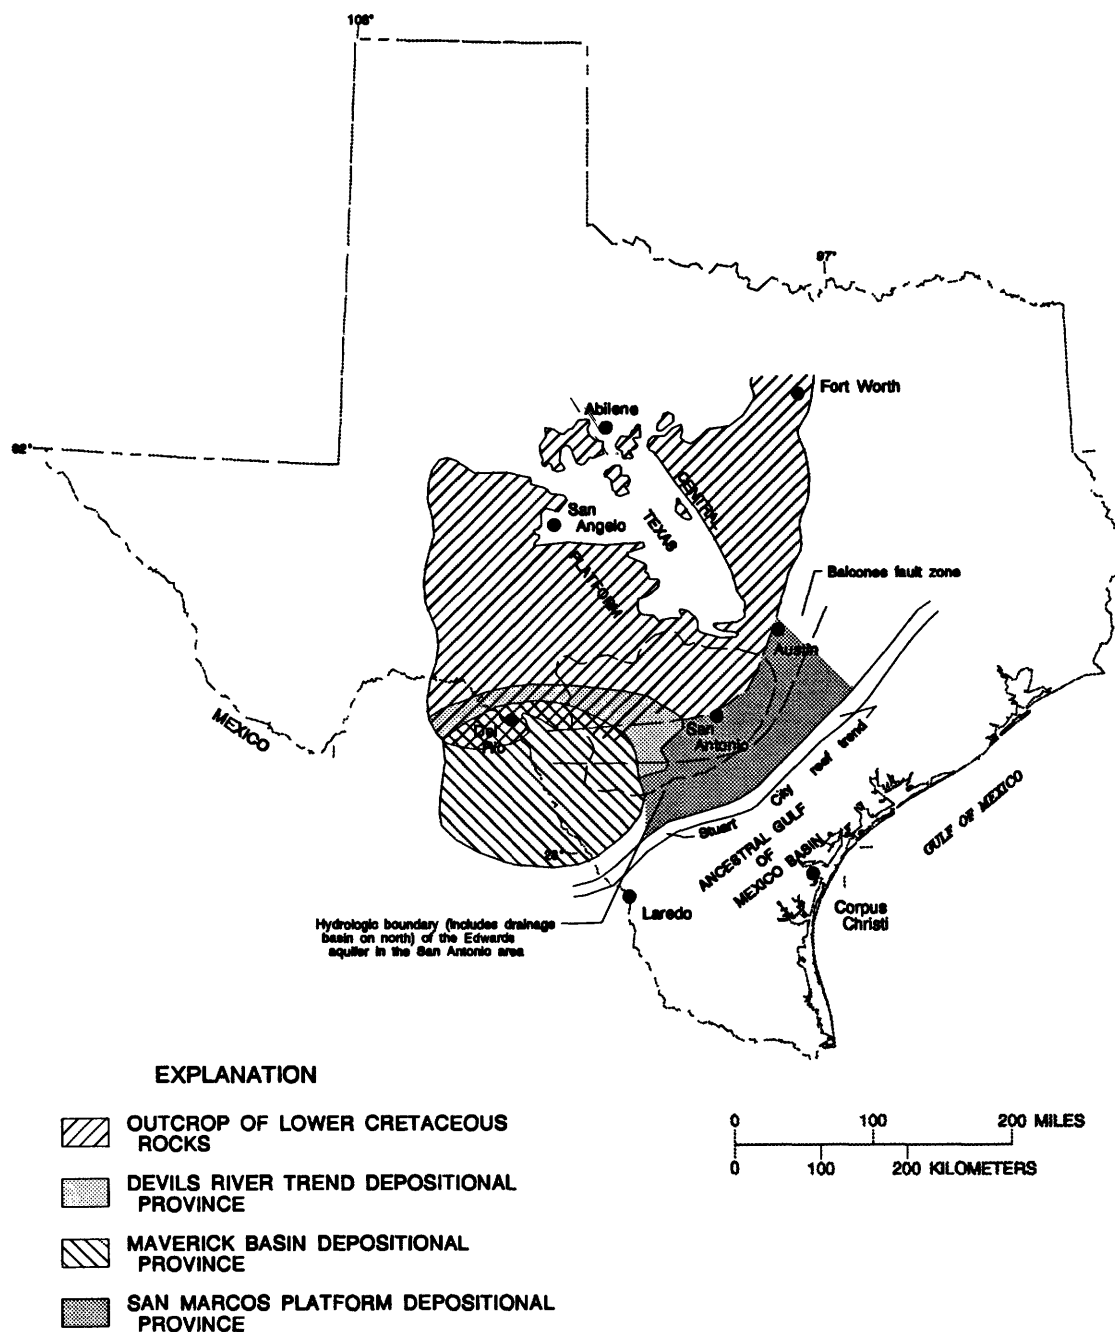 106°
97°
Fort Worth
Abilene
92°
CENTRAL
San
Angelo
TEXAS
PLATFORM
Balcones fault zone
Austin
MEXICO
Del
Rio
San
Antonio
Stuart City reef trend
ANCESTRAL GULF
OF
MEXICO BASIN
GULF OF MEXICO
28°
Laredo
Corpus
Christi
Hydrologic boundary (includes drainage
basin on north) of the Edwards
aquifer in the San Antonio area
EXPLANATION
OUTCROP OF LOWER CRETACEOUS
ROCKS
DEVILS RIVER TREND DEPOSITIONAL
PROVINCE
MAVERICK BASIN DEPOSITIONAL
PROVINCE
SAN MARCOS PLATFORM DEPOSITIONAL
PROVINCE
0 100 200 MILES
0 100 200 KILOMETERS